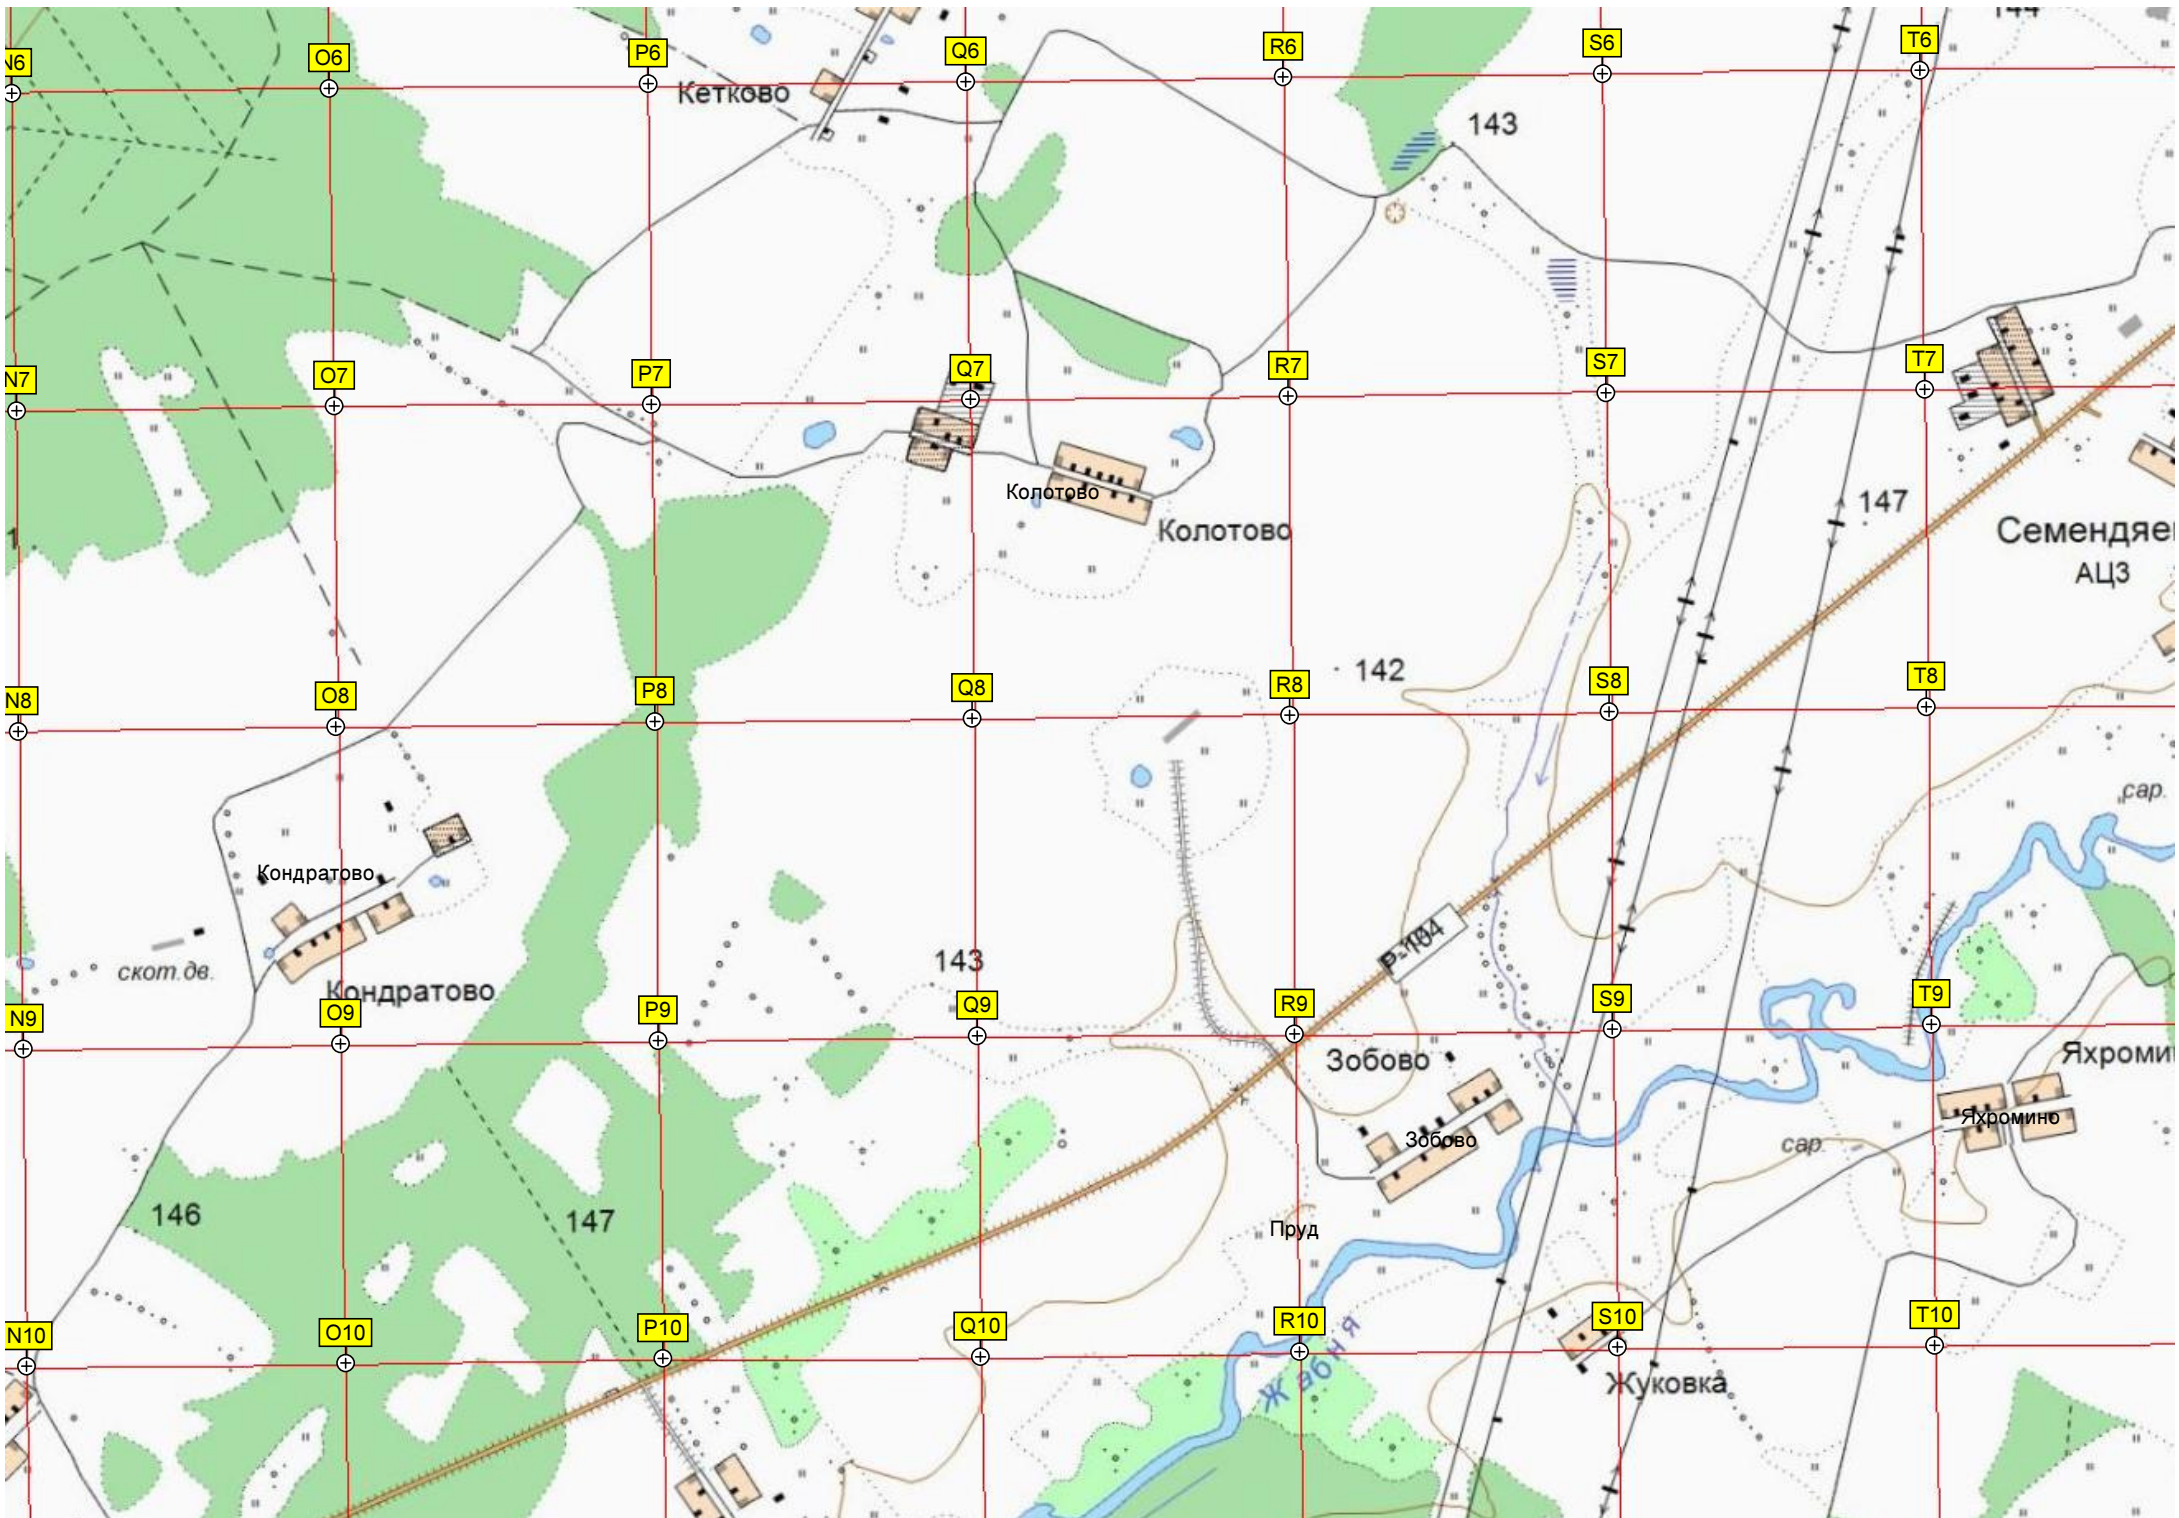 144
N6
O6
P6
Q6
R6
S6
T6
Кетково
143
N7
O7
P7
Q7
R7
S7
T7
Колотово
Колотово
147
Семендяе
АЦЗ
1
142
N8
O8
P8
Q8
R8
S8
T8
сар.
Кондратово
скот.дв.
Кондратово
143
Р-104
N9
O9
P9
Q9
R9
S9
T9
Зобово
Яхроми
Зобово
Яхромино
сар.
146
147
Пруд
N10
O10
P10
Q10
R10
S10
T10
Жабня
Жуковка